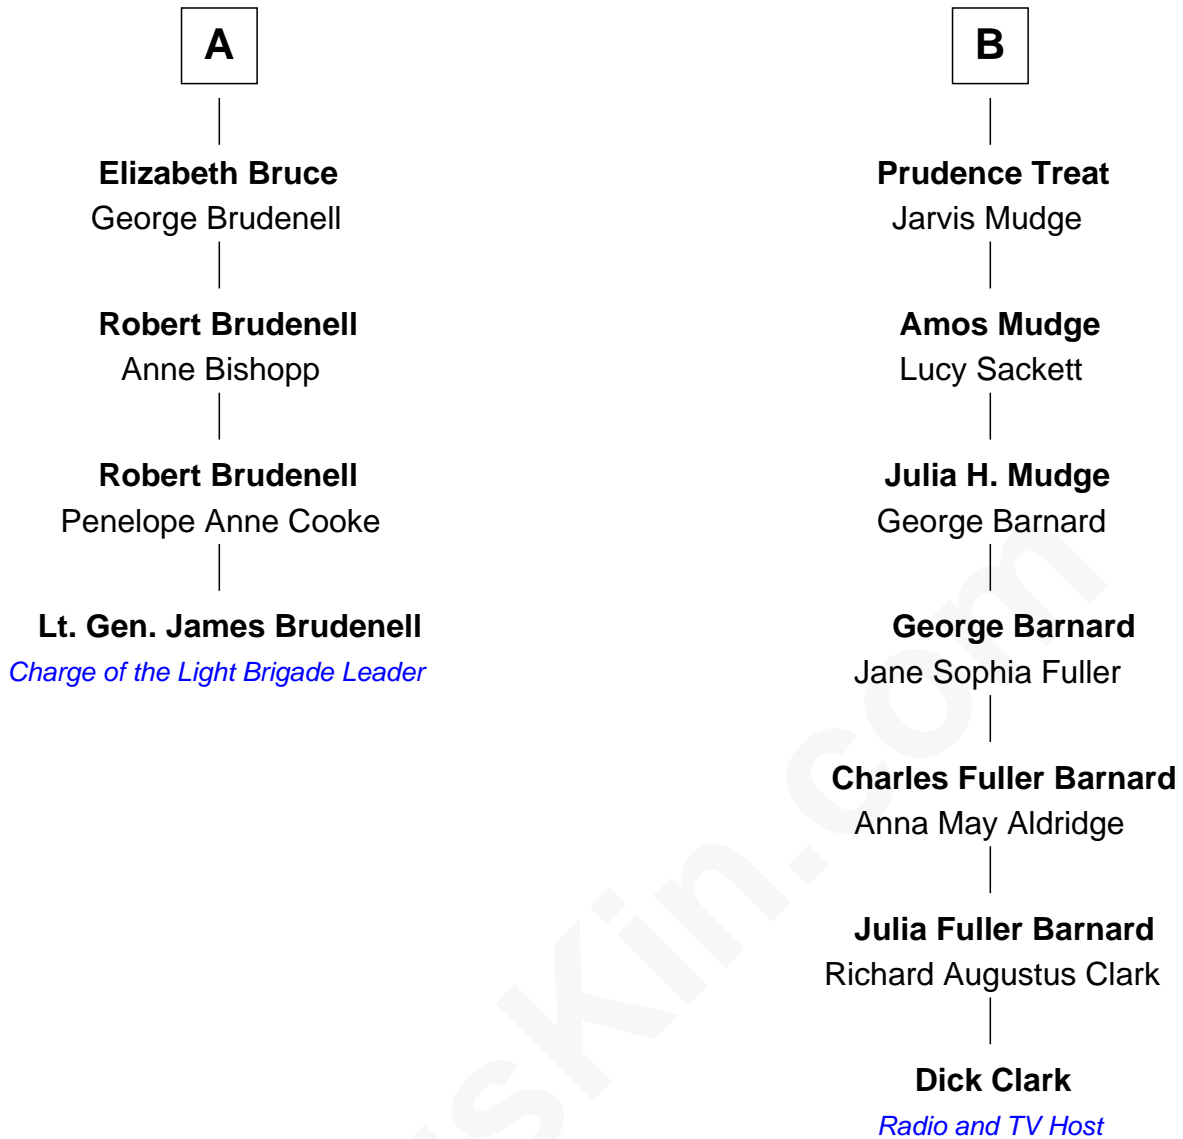 A
Elizabeth Bruce
George Brudenell
Robert Brudenell
Anne Bishopp
Robert Brudenell
Penelope Anne Cooke
Lt. Gen. James Brudenell
Charge of the Light Brigade Leader
B
Prudence Treat
Jarvis Mudge
Amos Mudge
Lucy Sackett
Julia H. Mudge
George Barnard
George Barnard
Jane Sophia Fuller
Charles Fuller Barnard
Anna May Aldridge
Julia Fuller Barnard
Richard Augustus Clark
Dick Clark
Radio and TV Host
usKin.com